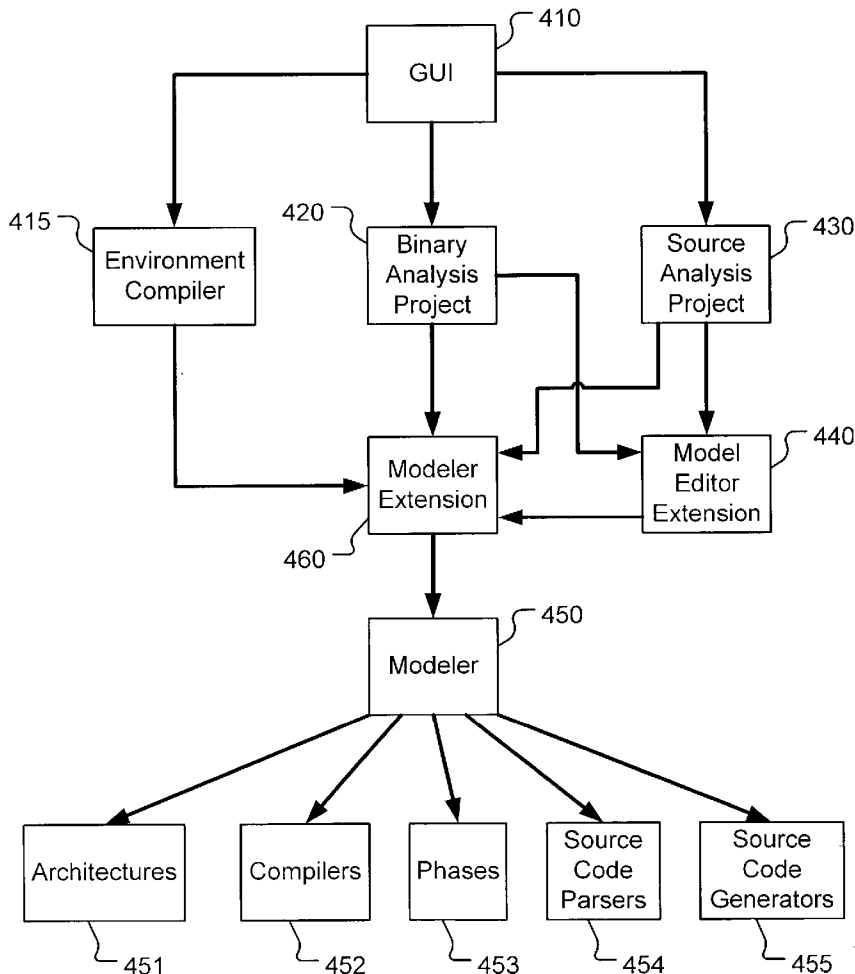 410
GUI
415
Environment
Compiler
420
Binary
Analysis
Project
430
Source
Analysis
Project
Modeler
Extension
460
440
Model
Editor
Extension
450
Modeler
Architectures
451
Compilers
452
Phases
453
Source
Code
Parsers
454
Source
Code
Generators
455